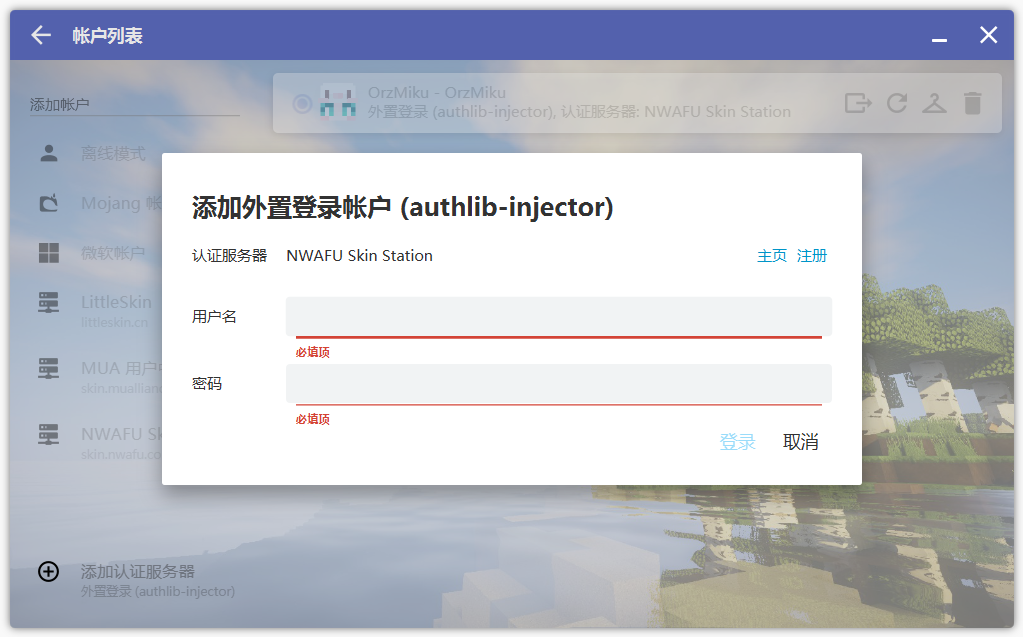 帐户列表
添加帐户
OrzMiku - OrzMiku
外置登录 (authlib-injector), 认证服务器: NWAFU Skin Station
离线模式
Mojang 帐
微软帐户
LittleSkin
littleskin.cn
MUA 用户中
skin.mualliance
NWAFU Sk
skin.nwafu.co
添加外置登录帐户 (authlib-injector)
认证服务器 NWAFU Skin Station 主页 注册
用户名
必填项
密码
必填项
登录 取消
添加认证服务器
外置登录 (authlib-injector)